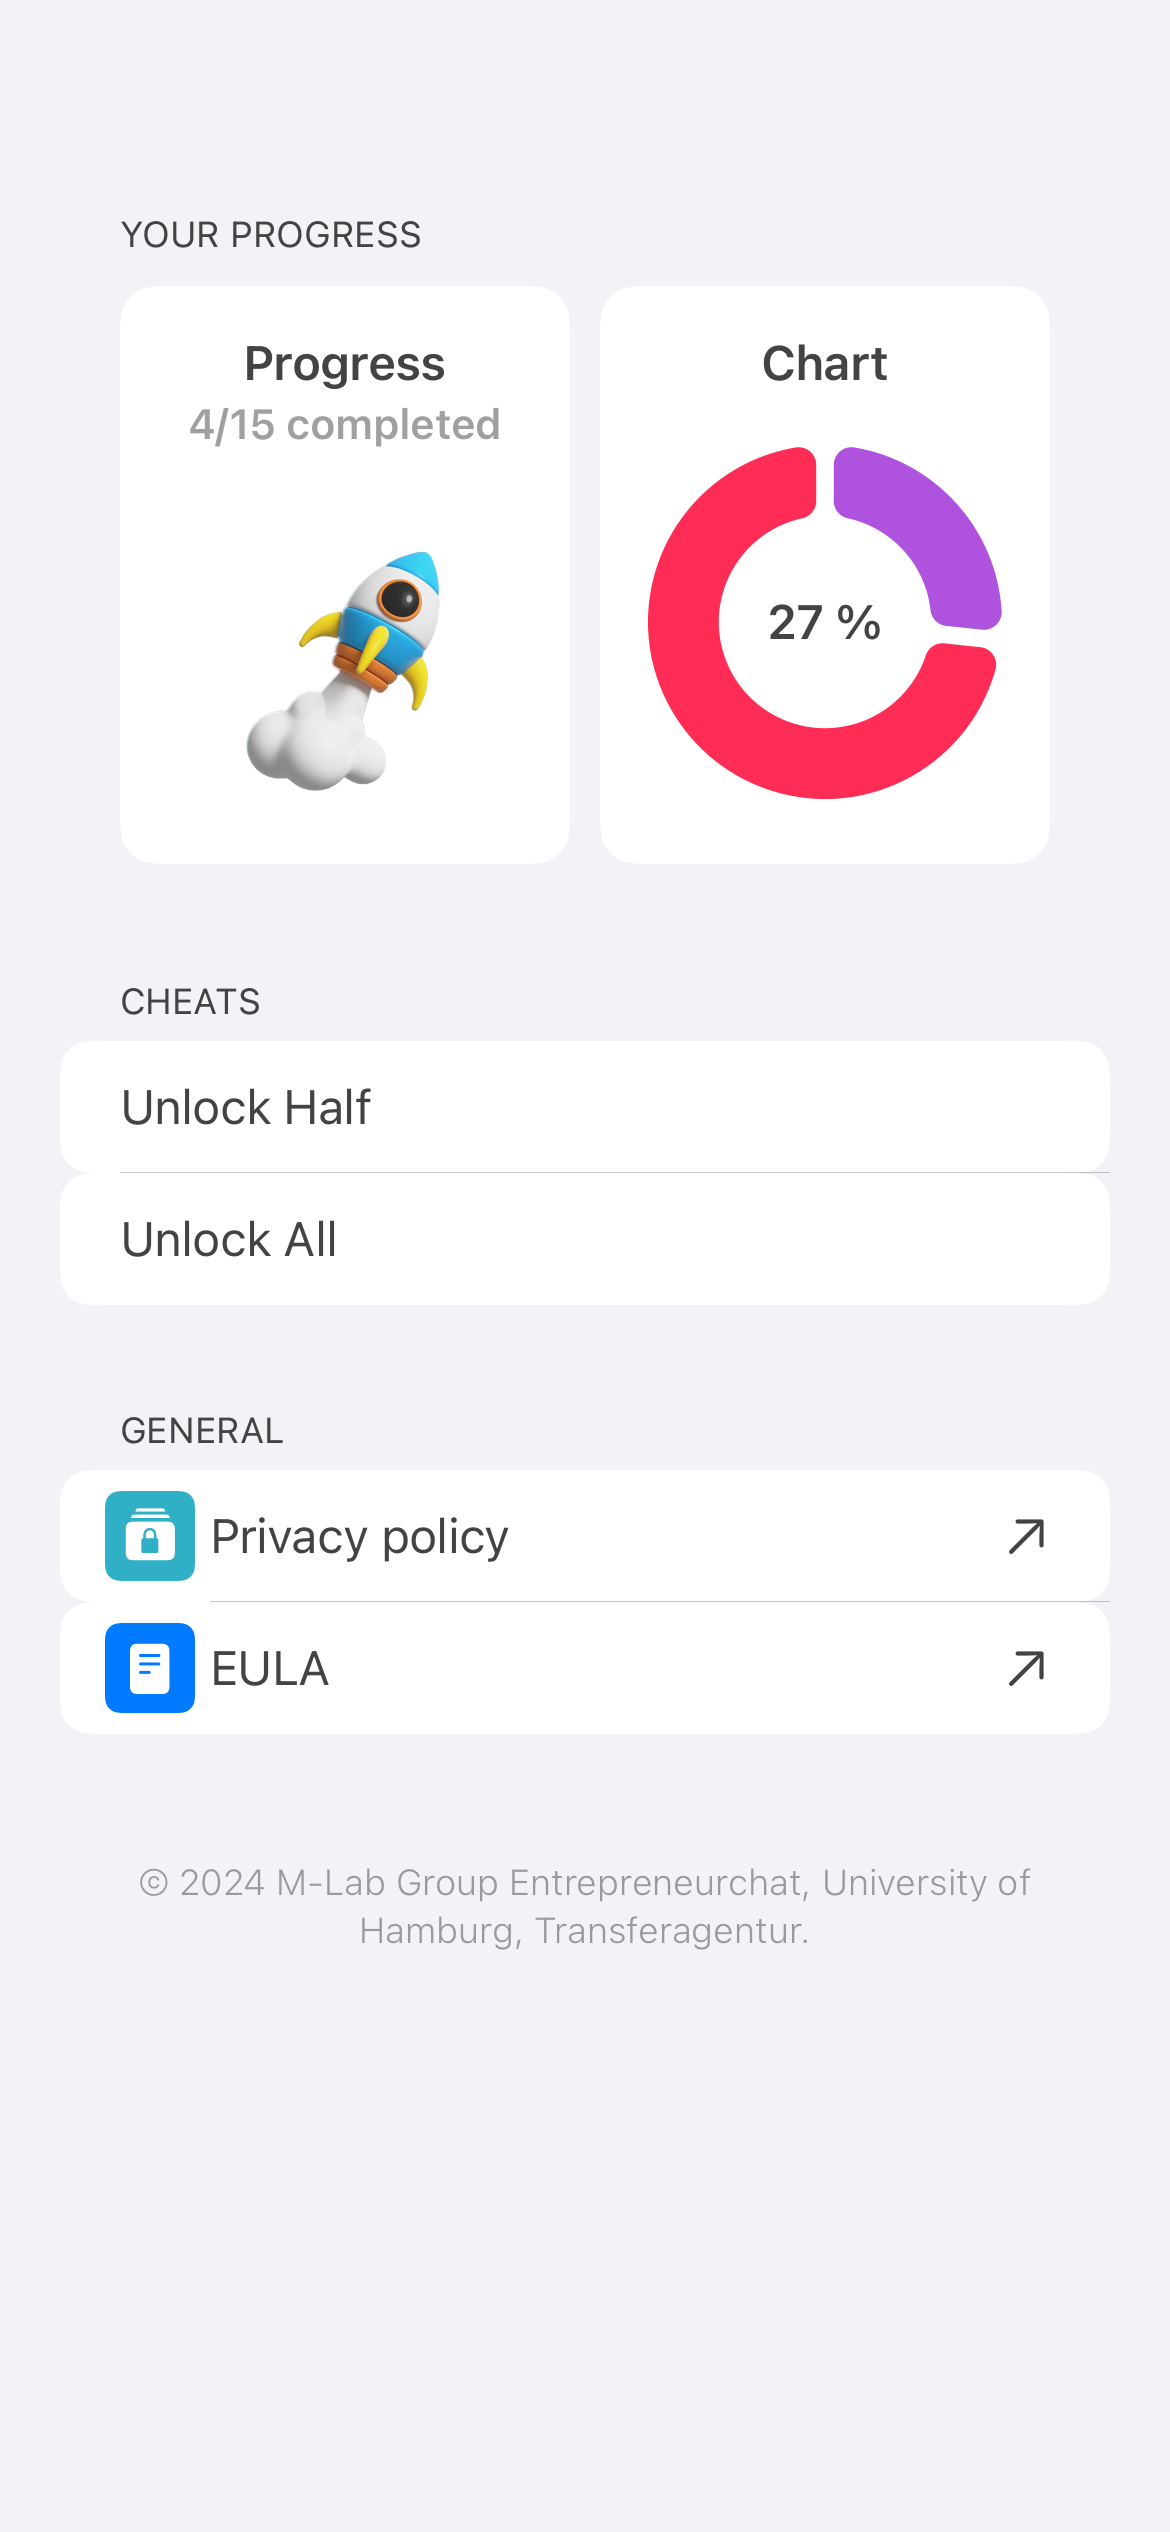 YOUR PROGRESS
Progress
4/15 completed
Chart
27 %
CHEATS
Unlock Half
Unlock All
GENERAL
Privacy policy
EULA
© 2024 M-Lab Group Entrepreneurchat, University of
Hamburg, Transferagentur.